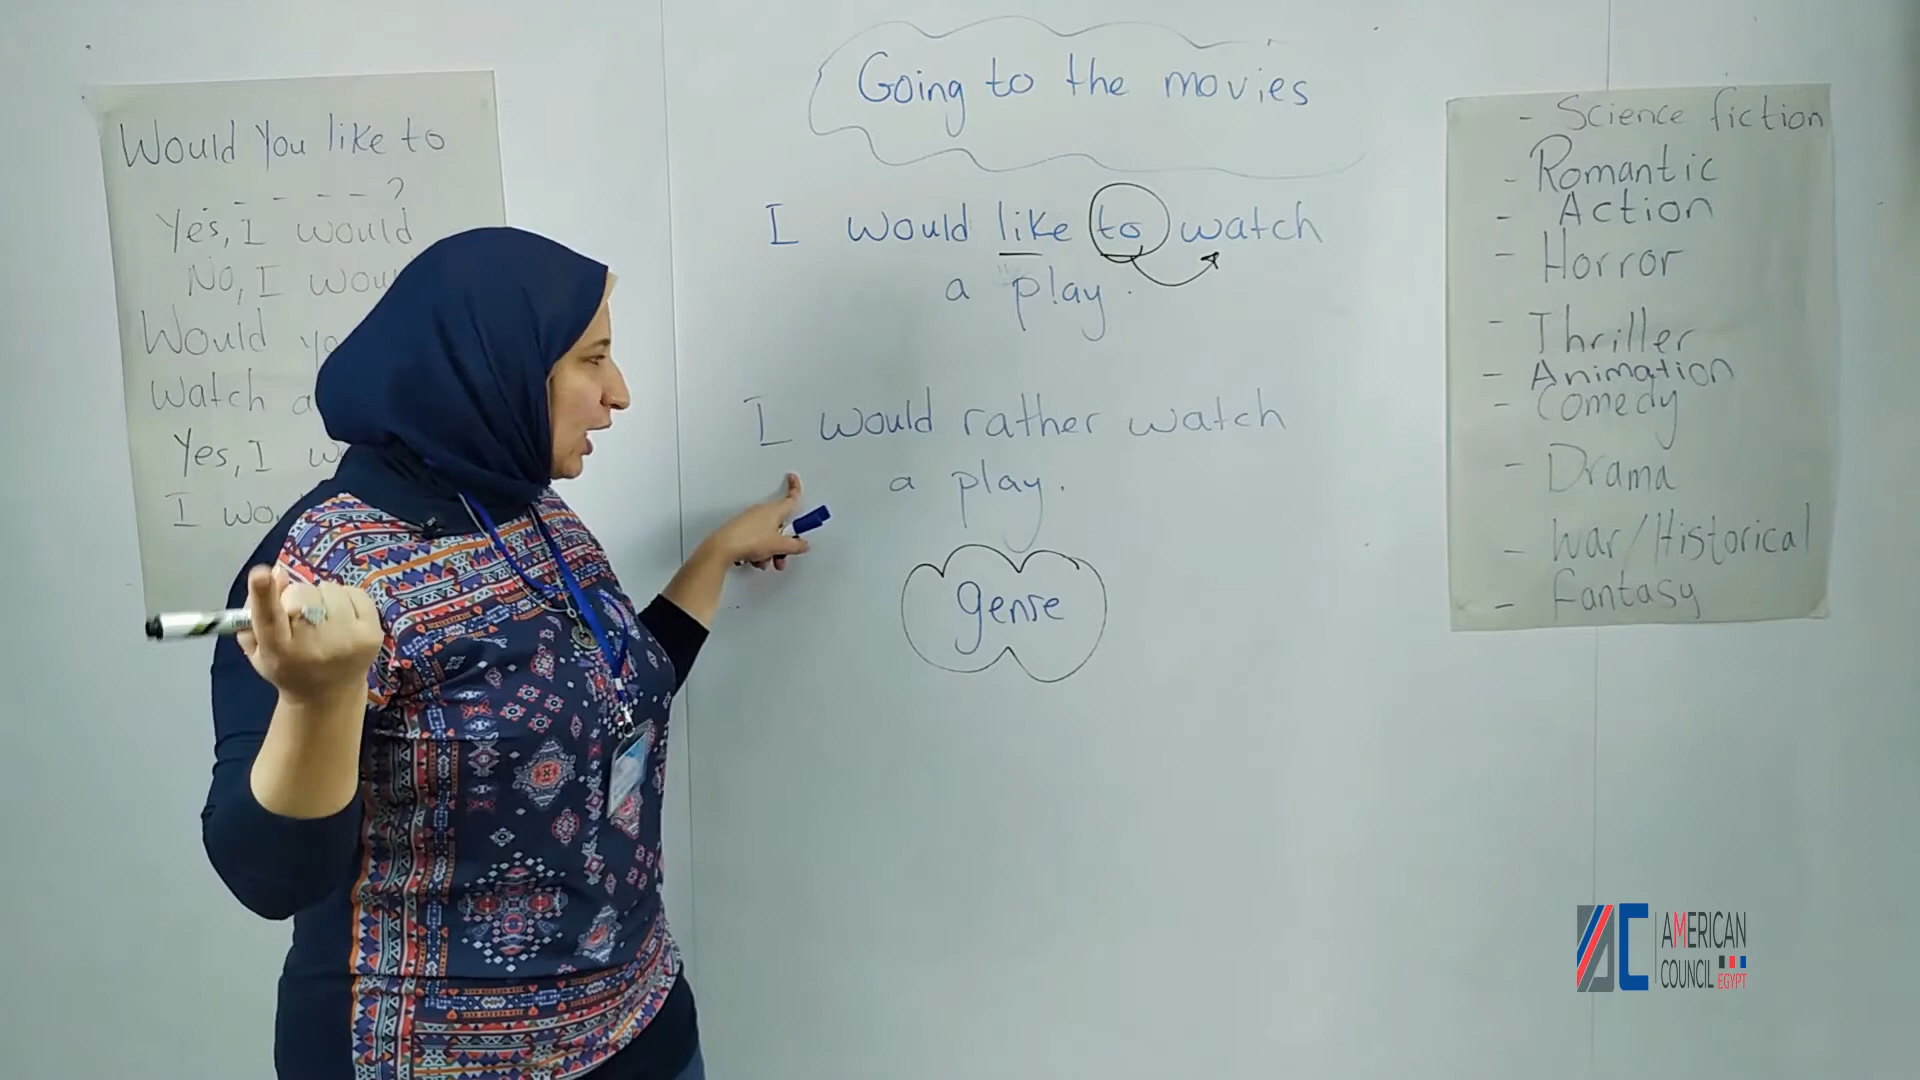 Going to the movies
I would like to watch
a play.
I would rather watch
a play.
genre
Would you like to
_ _ _ _ _ ?
Yes, I would
No, I
Would
watch
Yes, I
I
- Science fiction
- Romantic
- Action
- Horror
- Thriller
- Animation
- Comedy
- Drama
- War/Historical
- Fantasy
AC AMERICAN
COUNCIL EGYPT